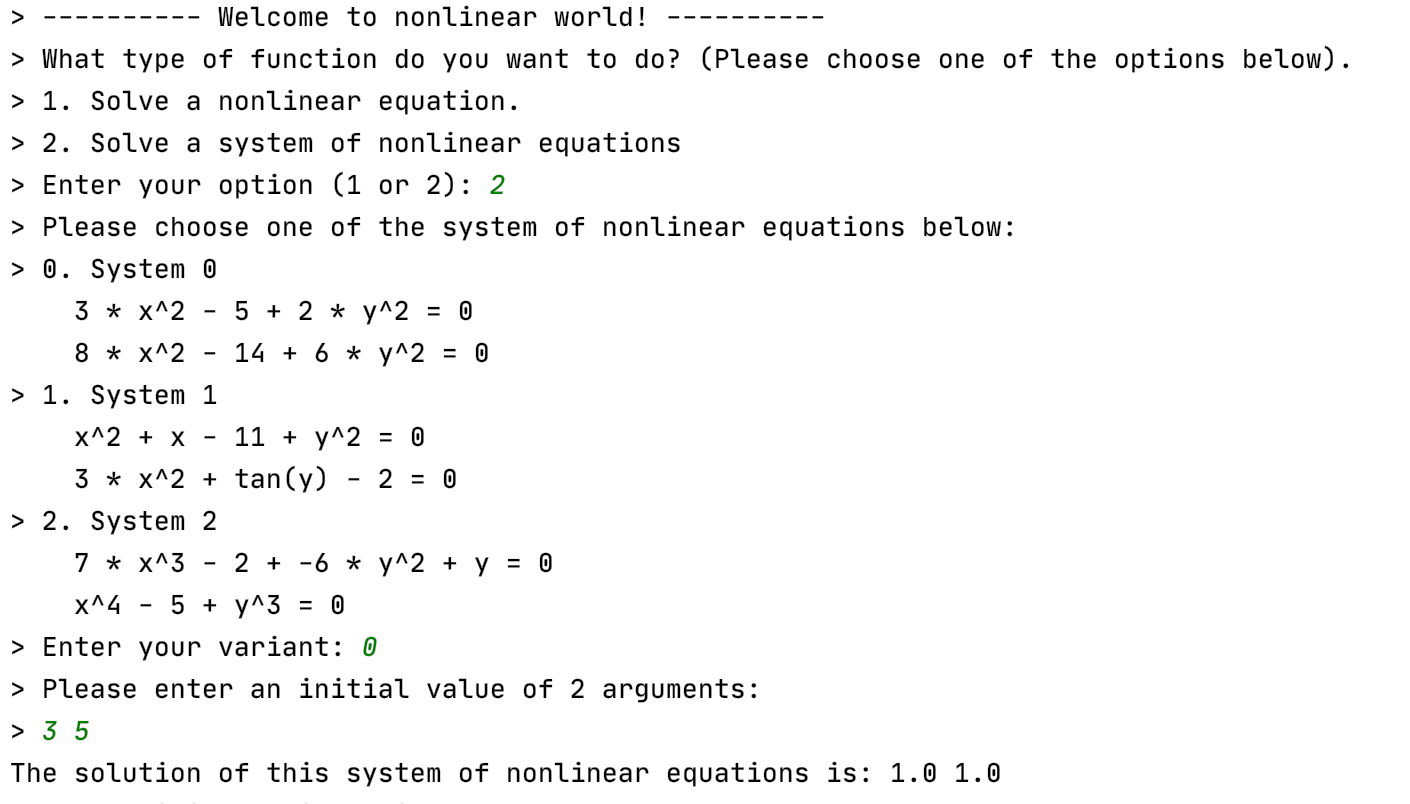 > ---------- Welcome to nonlinear world! ----------
> What type of function do you want to do? (Please choose one of the options below).
> 1. Solve a nonlinear equation.
> 2. Solve a system of nonlinear equations
> Enter your option (1 or 2): 2
> Please choose one of the system of nonlinear equations below:
> 0. System 0
    3 * x^2 - 5 + 2 * y^2 = 0
    8 * x^2 - 14 + 6 * y^2 = 0
> 1. System 1
    x^2 + x - 11 + y^2 = 0
    3 * x^2 + tan(y) - 2 = 0
> 2. System 2
    7 * x^3 - 2 + -6 * y^2 + y = 0
    x^4 - 5 + y^3 = 0
> Enter your variant: 0
> Please enter an initial value of 2 arguments:
> 3 5
The solution of this system of nonlinear equations is: 1.0 1.0